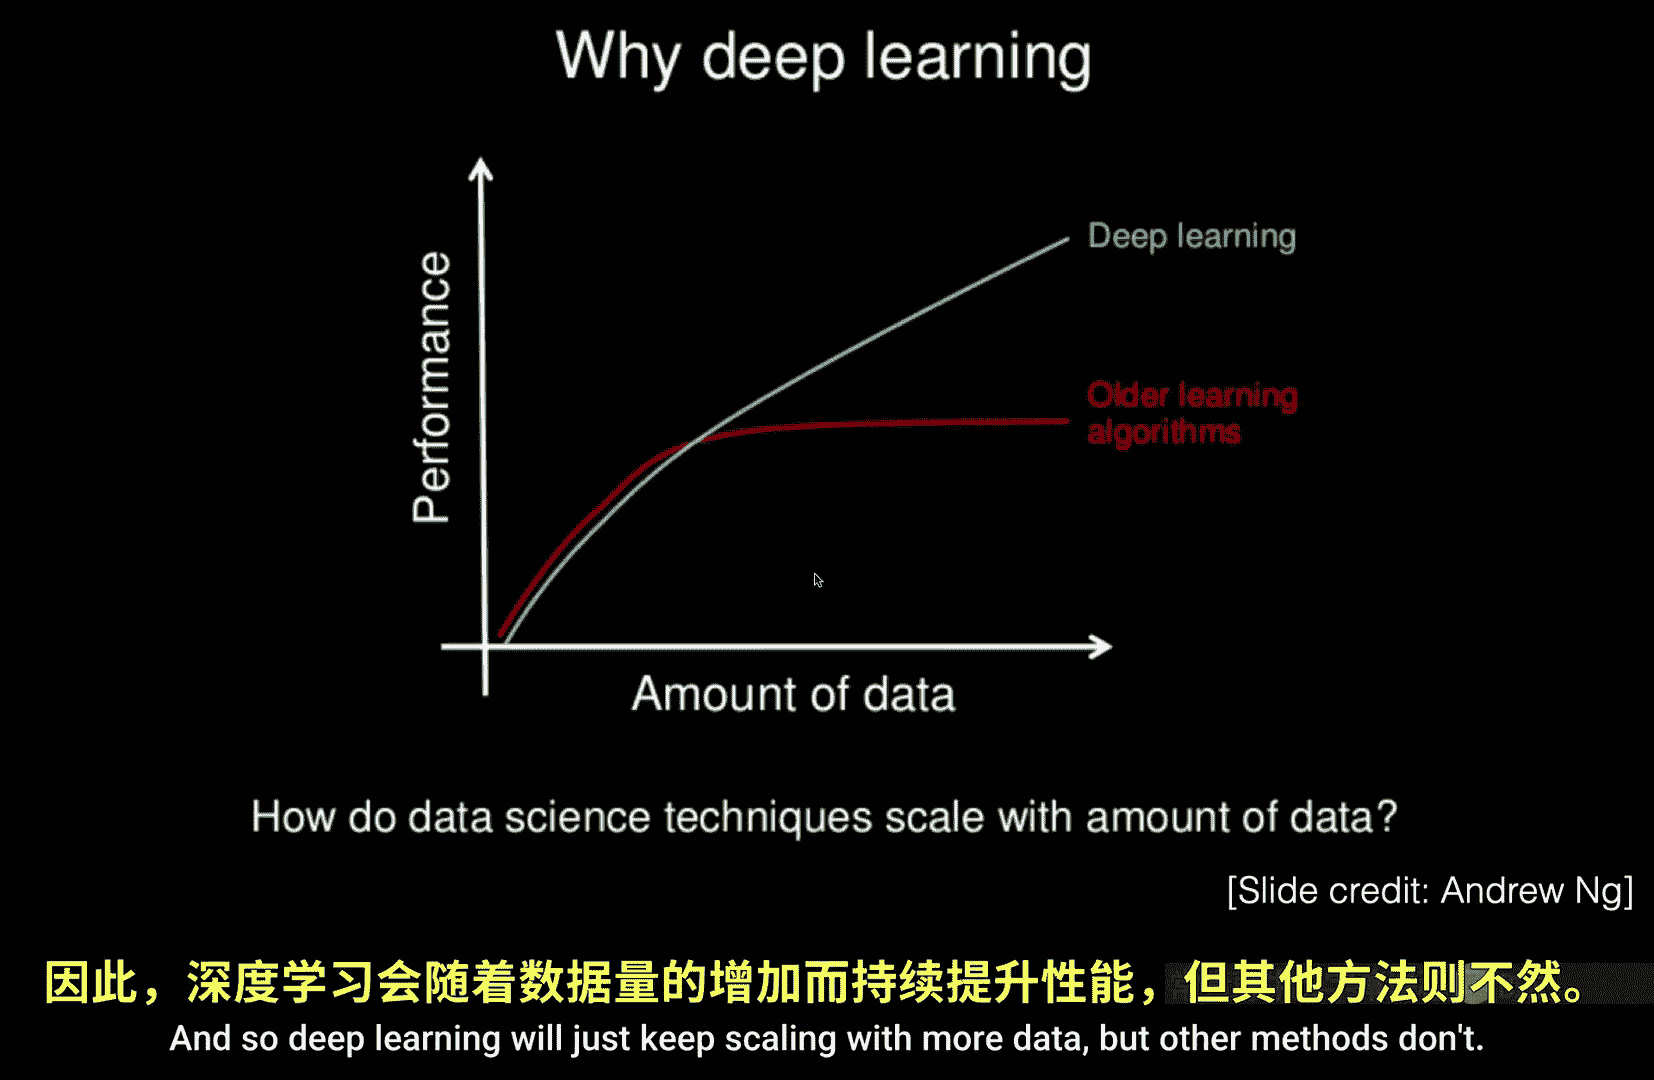 Why deep learning
Performance
Deep learning
Older learning
algorithms
Amount of data
How do data science techniques scale with amount of data?
[Slide credit: Andrew Ng]
因此，深度学习会随着数据量的增加而持续提升性能，但其他方法则不然。
And so deep learning will just keep scaling with more data, but other methods don't.